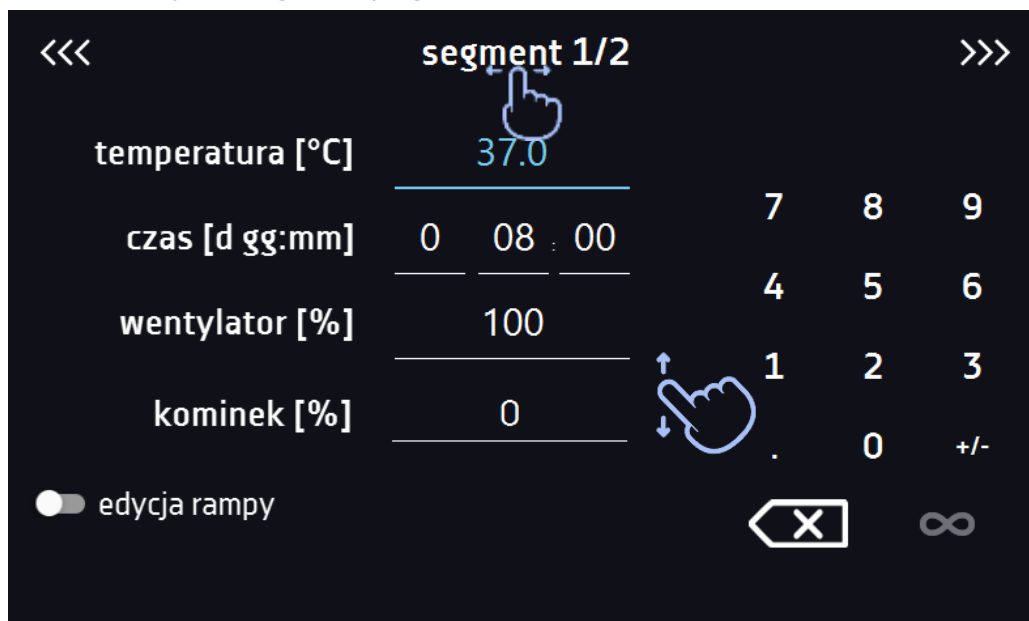 <<< segment 1/2 >>>
temperatura [°C] 37.0
7 8 9
czas [d gg:mm] 0 08 : 00
4 5 6
wentylator [%] 100
1 2 3
kominek [%] 0
. 0 +/-
edycja rampy
X ∞